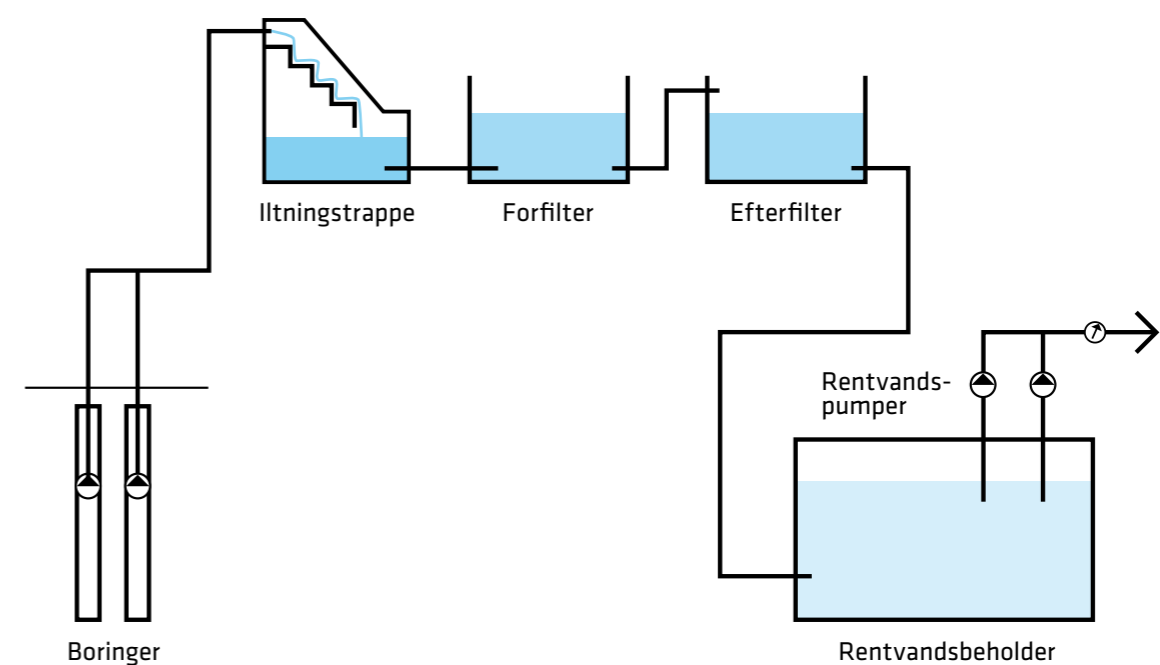 Iltningstrappe
Forfilter
Efterfilter
Rentvands-
pumper
Boringer
Rentvandsbeholder